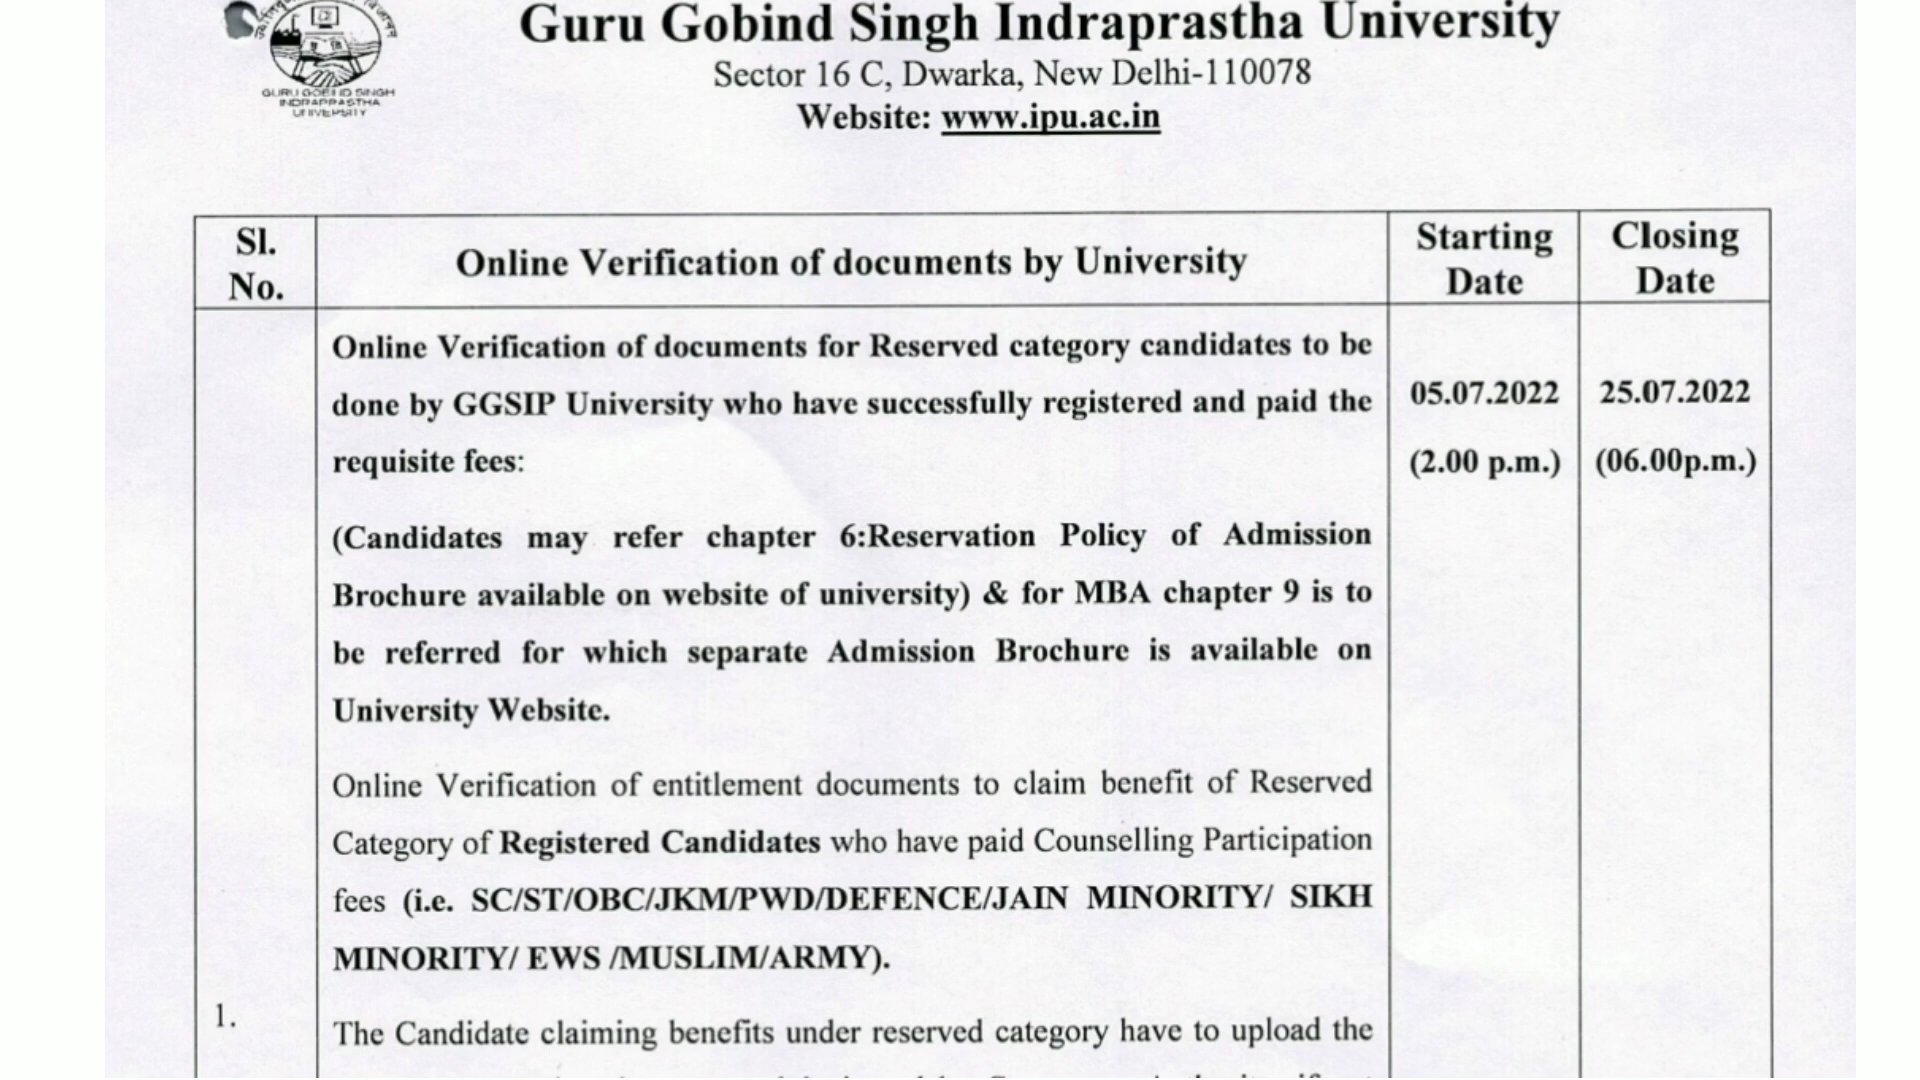 Guru Gobind Singh Indraprastha University
Sector 16 C, Dwarka, New Delhi-110078
Website: www.ipu.ac.in
GURU GOBIND SINGH
INDRAPRASTHA
UNIVERSITY
Sl.
No.
Online Verification of documents by University
Starting
Date
Closing
Date
Online Verification of documents for Reserved category candidates to be
done by GGSIP University who have successfully registered and paid the
requisite fees:
05.07.2022
(2.00 p.m.)
25.07.2022
(06.00p.m.)
(Candidates may refer chapter 6:Reservation Policy of Admission
Brochure available on website of university) & for MBA chapter 9 is to
be referred for which separate Admission Brochure is available on
University Website.
Online Verification of entitlement documents to claim benefit of Reserved
Category of Registered Candidates who have paid Counselling Participation
fees (i.e. SC/ST/OBC/JKM/PWD/DEFENCE/JAIN MINORITY/ SIKH
MINORITY/ EWS /MUSLIM/ARMY).
1.
The Candidate claiming benefits under reserved category have to upload the